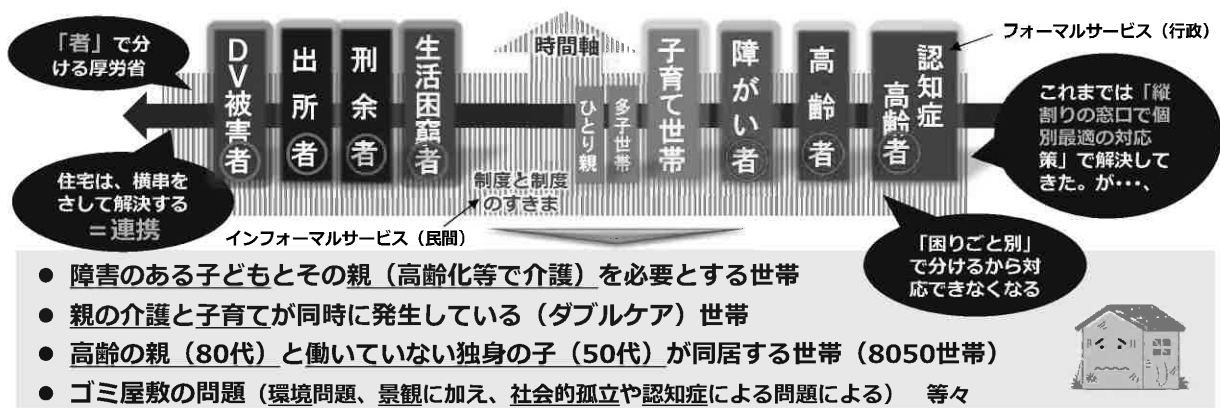 「者」で分
ける厚労省
DV被害者
出所者
刑余者
生活困窮者
時間軸
ひとり親
多子世帯
子育て世帯
障がい者
高齢者
認知症
高齢者
フォーマルサービス（行政）
これまでは「縦
割りの窓口で個
別最適の対応
策」で解決して
きた。が・・・、
住宅は、横串を
さして解決する
＝連携
制度と制度
のすきま
インフォーマルサービス（民間）
「困りごと別」
で分けるから対
応できなくなる
● 障害のある子どもとその親（高齢化等で介護）を必要とする世帯
● 親の介護と子育てが同時に発生している（ダブルケア）世帯
● 高齢の親（80代）と働いていない独身の子（50代）が同居する世帯（8050世帯）
● ゴミ屋敷の問題（環境問題、景観に加え、社会的孤立や認知症による問題による）　等々